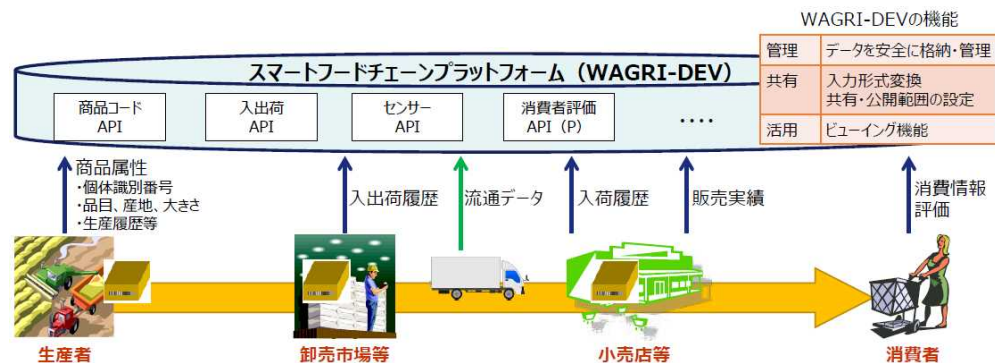 WAGRI-DEVの機能
管理
データを安全に格納・管理
共有
入力形式変換
共有・公開範囲の設定
活用
ビューイング機能
スマートフードチェーンプラットフォーム（WAGRI-DEV）
商品コード
API
入出荷
API
センサー
API
消費者評価
API（P）
････
商品属性
・個体識別番号
・品目、産地、大きさ
・生産履歴等
入出荷履歴
流通データ
入荷履歴
販売実績
消費情報
評価
生産者
卸売市場等
小売店等
消費者